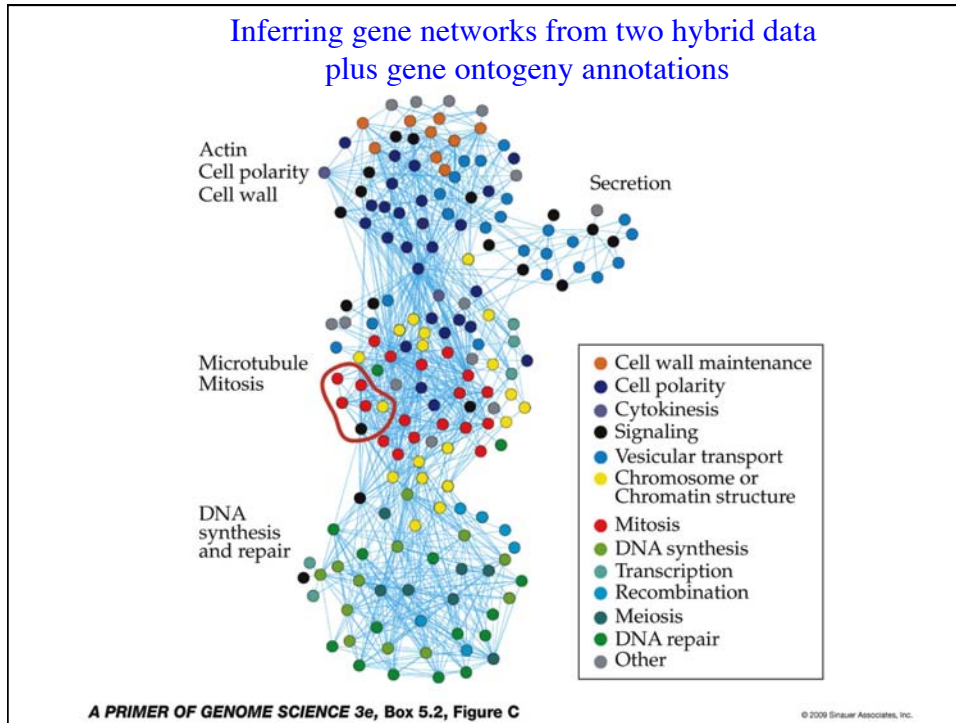 Inferring gene networks from two hybrid data
plus gene ontogeny annotations
Actin
Cell polarity
Cell wall
Secretion
Microtubule
Mitosis
DNA
synthesis
and repair
Cell wall maintenance
Cell polarity
Cytokinesis
Signaling
Vesicular transport
Chromosome or
Chromatin structure
Mitosis
DNA synthesis
Transcription
Recombination
Meiosis
DNA repair
Other
A PRIMER OF GENOME SCIENCE 3e, Box 5.2, Figure C
© 2009 Sinauer Associates, Inc.